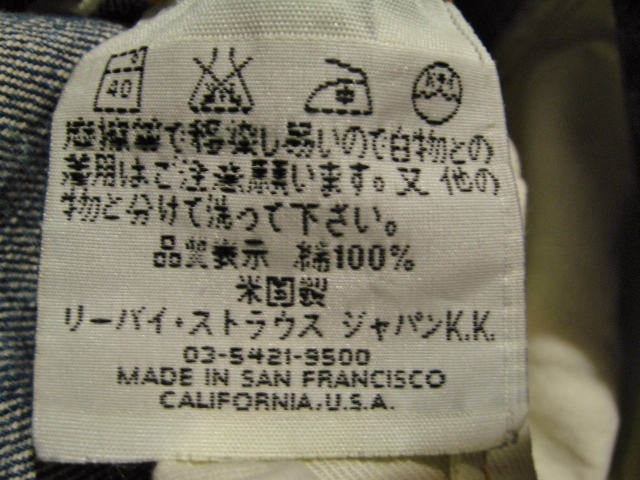 40
摩擦等で移染し易いので白物との
着用はご注意願います。又 他の
物と分けて洗って下さい。
品質表示 綿100%
米国製
リーバイ・ストラウス ジャパンK.K.
03-5421-9500
MADE IN SAN FRANCISCO
CALIFORNIA, U.S.A.